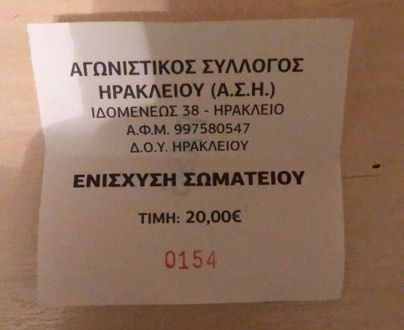 ΑΓΩΝΙΣΤΙΚΟΣ ΣΥΛΛΟΓΟΣ
ΗΡΑΚΛΕΙΟΥ (Α.Σ.Η.)
ΙΔΟΜΕΝΕΩΣ 38 - ΗΡΑΚΛΕΙΟ
Α.Φ.Μ. 997580547
Δ.Ο.Υ. ΗΡΑΚΛΕΙΟΥ
ΕΝΙΣΧΥΣΗ ΣΩΜΑΤΕΙΟΥ
ΤΙΜΗ: 20,00€
0154